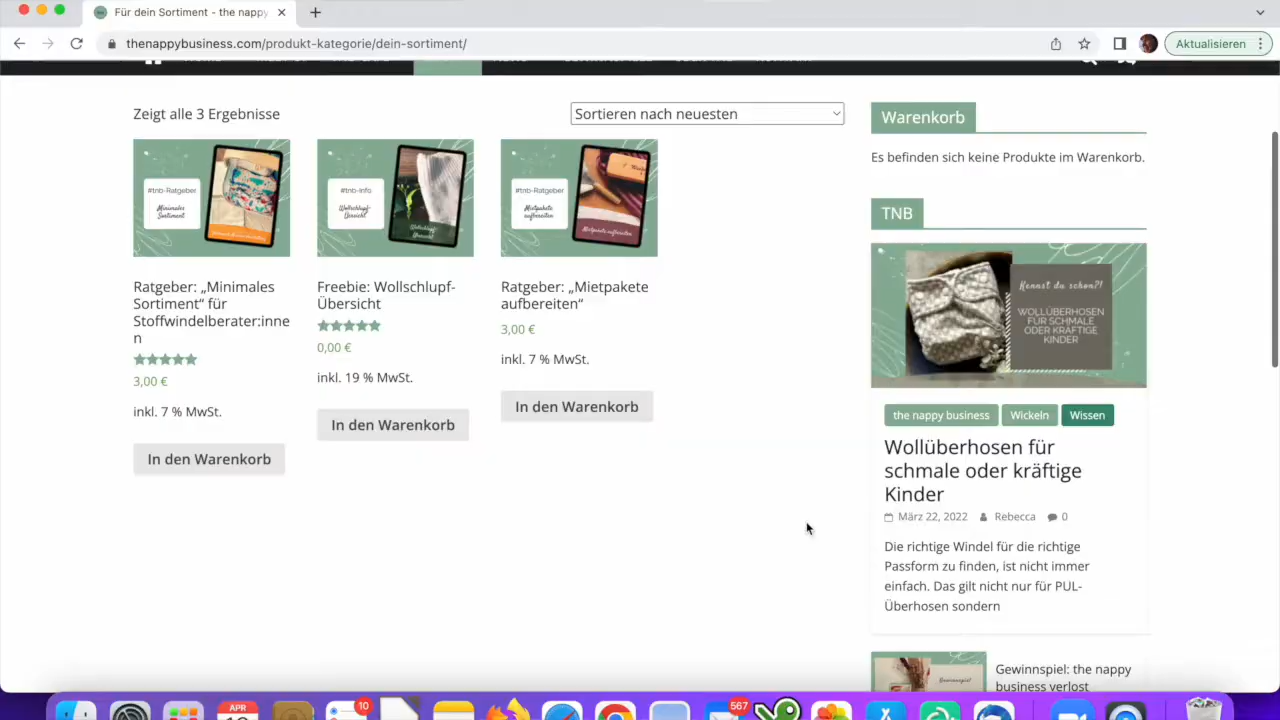 Für dein Sortiment - the nappy
thenappybusiness.com/produkt-kategorie/dein-sortiment/
Aktualisieren
Zeigt alle 3 Ergebnisse
Sortieren nach neuesten
#tnb-Ratgeber
Minimales
Sortiment
#tnb-Info
Wollschlupf-
Übersicht
#tnb-Ratgeber
Mietpakete
aufbereiten
Ratgeber: „Minimales
Sortiment“ für
Stoffwindelberater:inne
n
3,00 €
inkl. 7 % MwSt.
In den Warenkorb
Freebie: Wollschlupf-
Übersicht
0,00 €
inkl. 19 % MwSt.
In den Warenkorb
Ratgeber: „Mietpakete
aufbereiten“
3,00 €
inkl. 7 % MwSt.
In den Warenkorb
Warenkorb
Es befinden sich keine Produkte im Warenkorb.
TNB
Kennst du schon?!
WOLLÜBERHOSEN
FÜR SCHMALE
ODER KRÄFTIGE
KINDER
the nappy business
Wickeln
Wissen
Wollüberhosen für
schmale oder kräftige
Kinder
März 22, 2022 Rebecca 0
Die richtige Windel für die richtige
Passform zu finden, ist nicht immer
einfach. Das gilt nicht nur für PUL-
Überhosen sondern
Gewinnspiel!
Gewinnspiel: the nappy
business verlost
APR
10
567